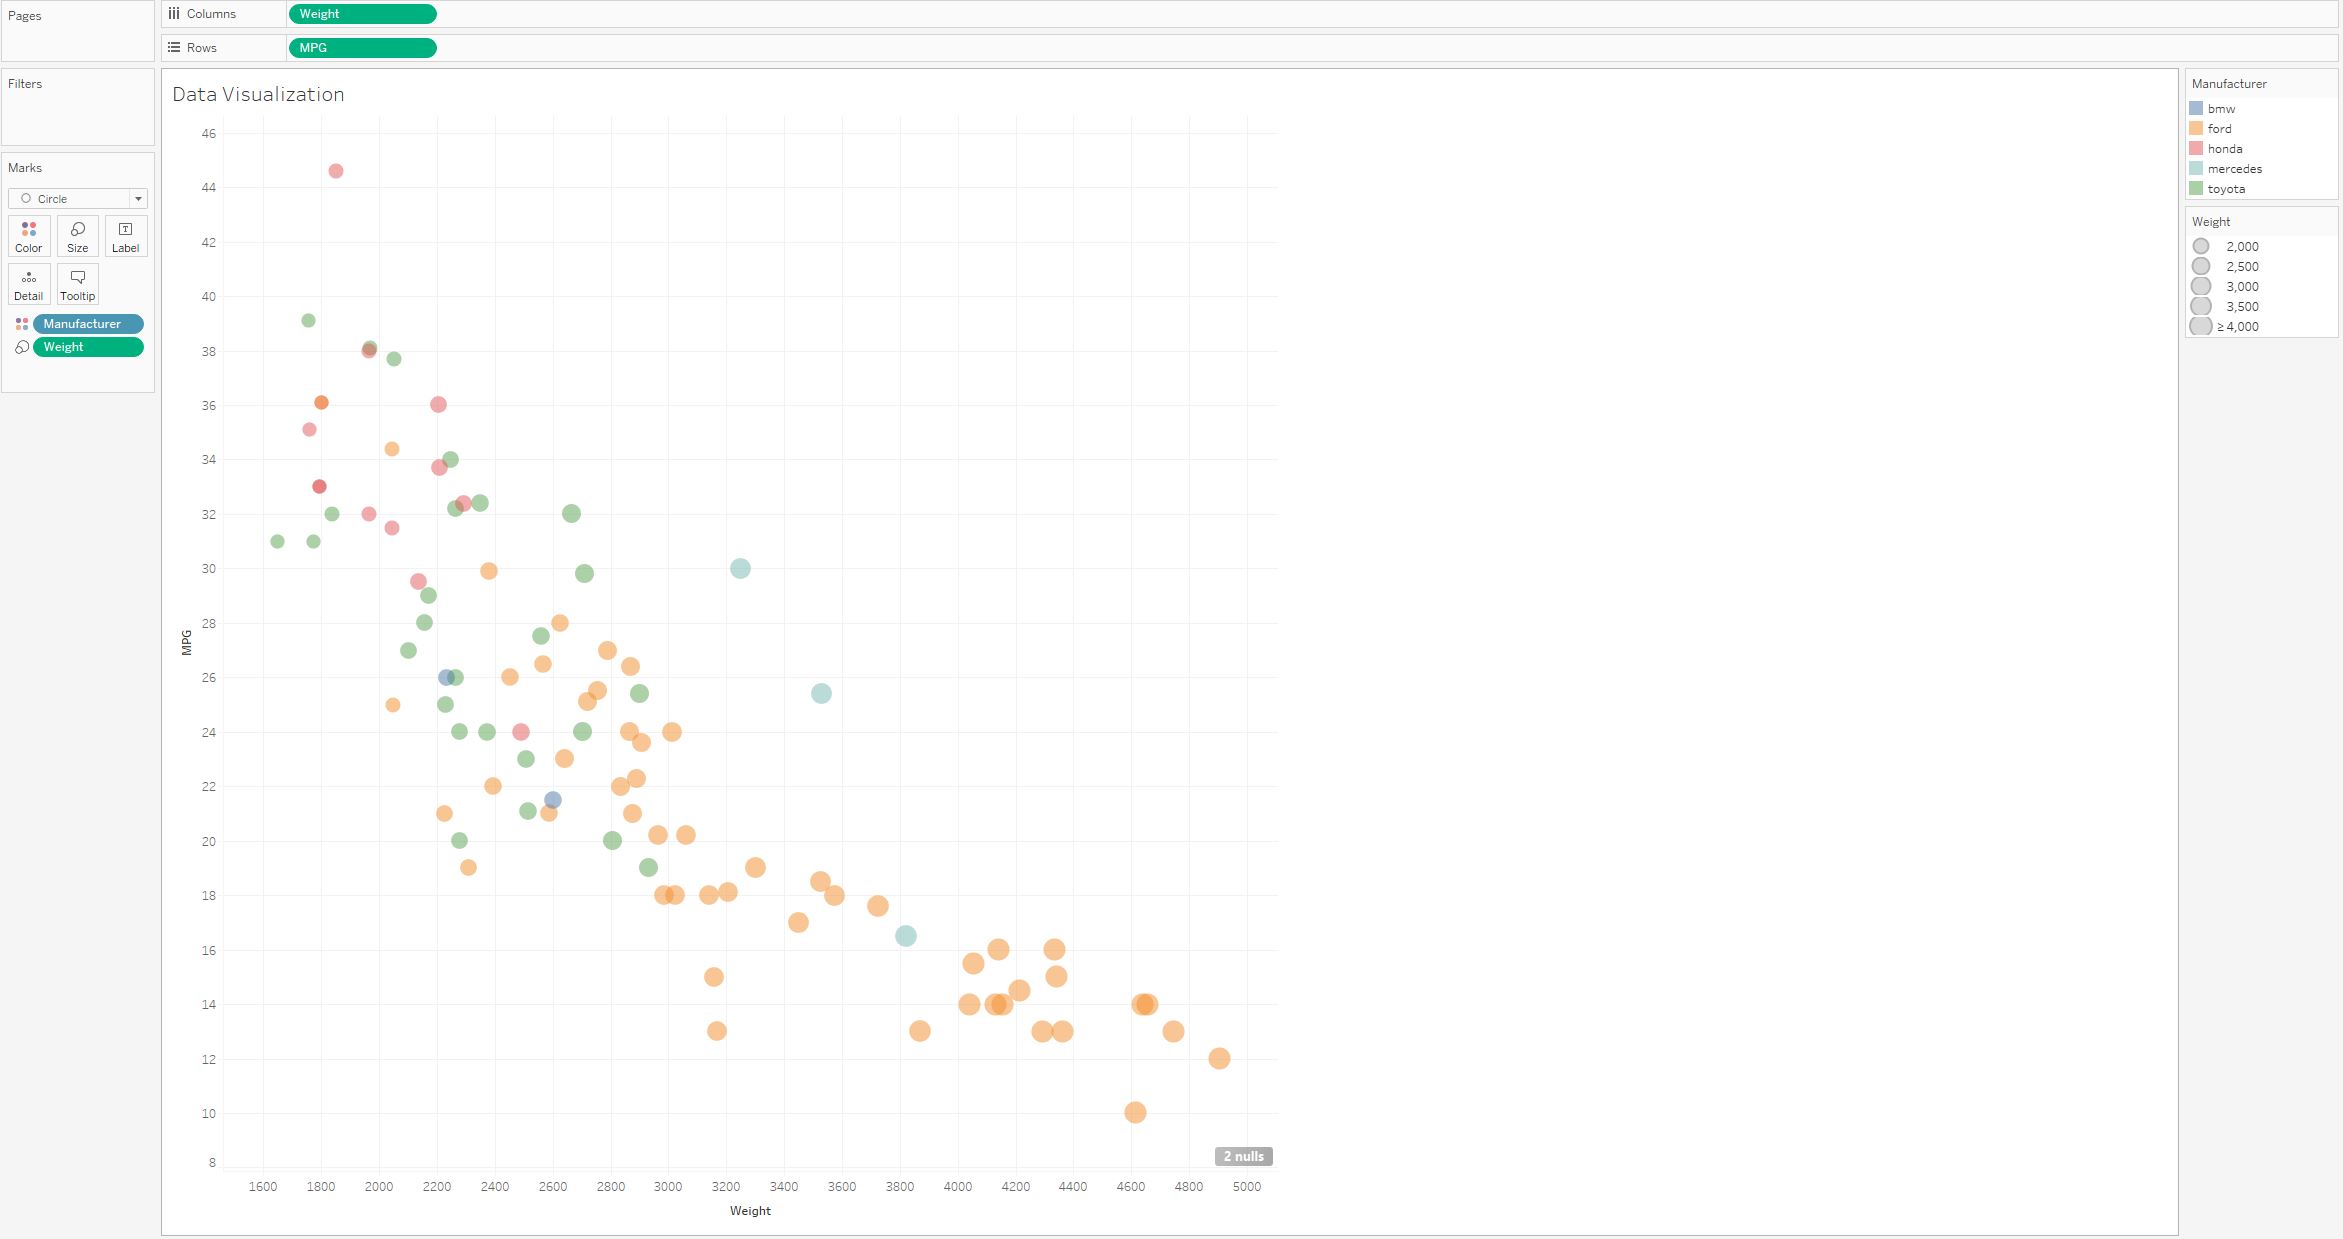 Pages
Columns
Weight
Rows
MPG
Filters
Marks
Circle
Color
Size
Label
Detail
Tooltip
Manufacturer
Weight
Data Visualization
46
44
42
40
38
36
34
32
30
28
26
24
22
20
18
16
14
12
10
8
MPG
2 nulls
1600 1800 2000 2200 2400 2600 2800 3000 3200 3400 3600 3800 4000 4200 4400 4600 4800 5000
Weight
Manufacturer
bmw
ford
honda
mercedes
toyota
Weight
2,000
2,500
3,000
3,500
≥ 4,000